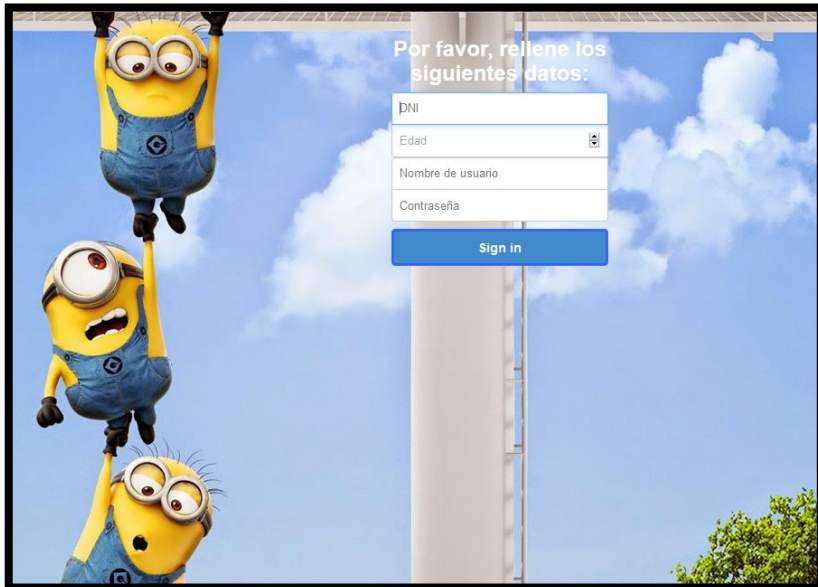 Por favor, rellene los
siguientes datos:
DNI
Edad
Nombre de usuario
Contraseña
Sign in